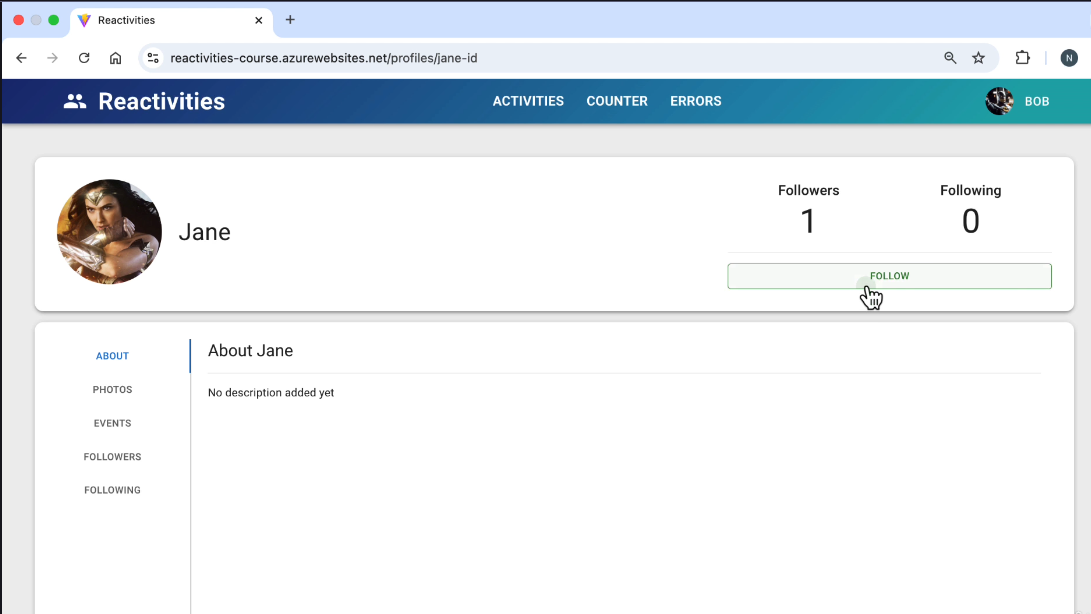 Reactivities
reactivities-course.azurewebsites.net/profiles/jane-id
N
Reactivities
ACTIVITIES COUNTER ERRORS
BOB
Jane
Followers Following
1 0
FOLLOW
ABOUT
PHOTOS
EVENTS
FOLLOWERS
FOLLOWING
About Jane
No description added yet